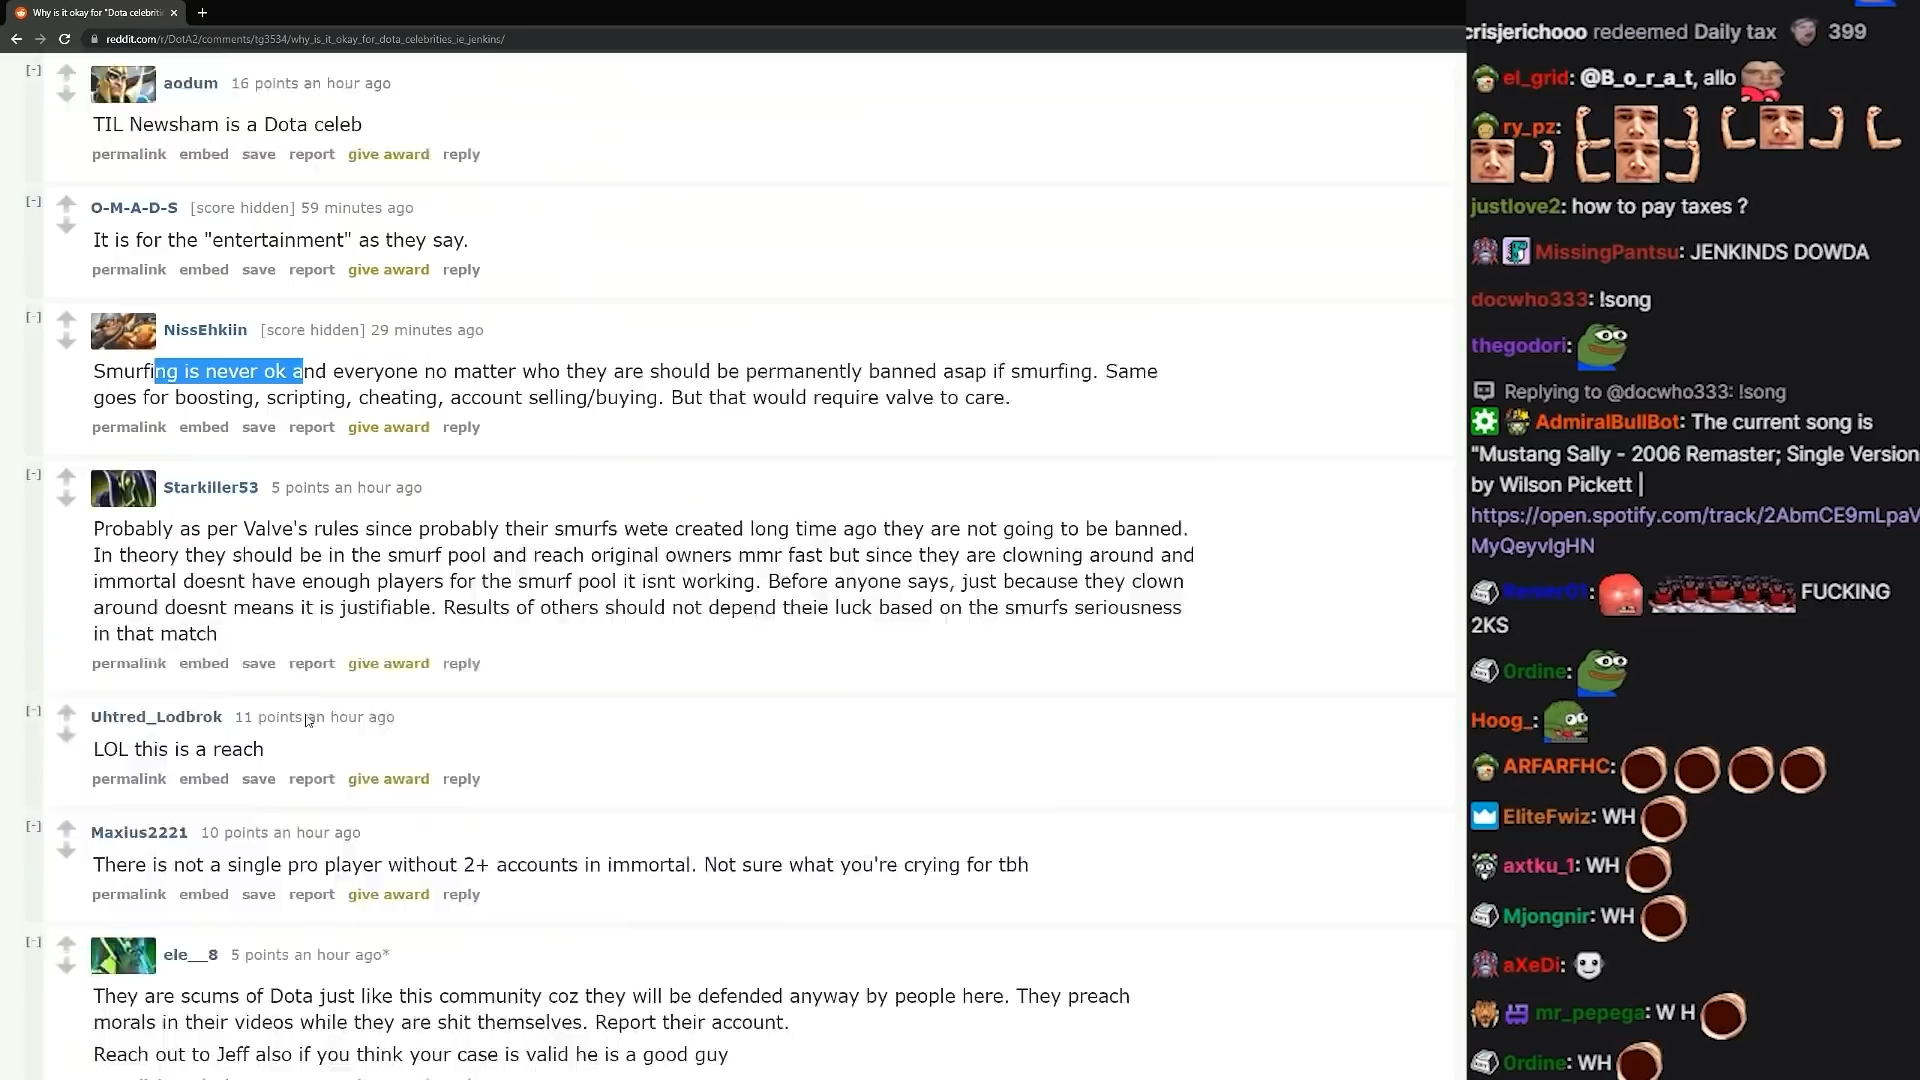 Why is it okay for "Dota celebriti
reddit.com/r/DotA2/comments/tg3534/why_is_it_okay_for_dota_celebrities_ie_jenkins/
[-]
aodum 16 points an hour ago
TIL Newsham is a Dota celeb
permalink embed save report give award reply
[-]
O-M-A-D-S [score hidden] 59 minutes ago
It is for the "entertainment" as they say.
permalink embed save report give award reply
[-]
NissEhkiin [score hidden] 29 minutes ago
Smurfing is never ok and everyone no matter who they are should be permanently banned asap if smurfing. Same
goes for boosting, scripting, cheating, account selling/buying. But that would require valve to care.
permalink embed save report give award reply
[-]
Starkiller53 5 points an hour ago
Probably as per Valve's rules since probably their smurfs wete created long time ago they are not going to be banned.
In theory they should be in the smurf pool and reach original owners mmr fast but since they are clowning around and
immortal doesnt have enough players for the smurf pool it isnt working. Before anyone says, just because they clown
around doesnt means it is justifiable. Results of others should not depend theie luck based on the smurfs seriousness
in that match
permalink embed save report give award reply
[-]
Uhtred_Lodbrok 11 points an hour ago
LOL this is a reach
permalink embed save report give award reply
[-]
Maxius2221 10 points an hour ago
There is not a single pro player without 2+ accounts in immortal. Not sure what you're crying for tbh
permalink embed save report give award reply
[-]
ele__8 5 points an hour ago*
They are scums of Dota just like this community coz they will be defended anyway by people here. They preach
morals in their videos while they are shit themselves. Report their account.
Reach out to Jeff also if you think your case is valid he is a good guy
crisjerichooo redeemed Daily tax 399
el_grid: @B_o_r_a_t, allo
ry_pz:
justlove2: how to pay taxes ?
MissingPantsu: JENKINDS DOWDA
docwho333: !song
thegodori:
Replying to @docwho333: !song
AdmiralBullBot: The current song is
"Mustang Sally - 2006 Remaster; Single Version
by Wilson Pickett |
https://open.spotify.com/track/2AbmCE9mLpaV
MyQeyvIgHN
Renier01: FUCKING
2KS
0rdine:
Hoog_:
ARFARFHC:
EliteFwiz: WH
axtku_1: WH
Mjongnir: WH
aXeDi:
mr_pepega: W H
0rdine: WH